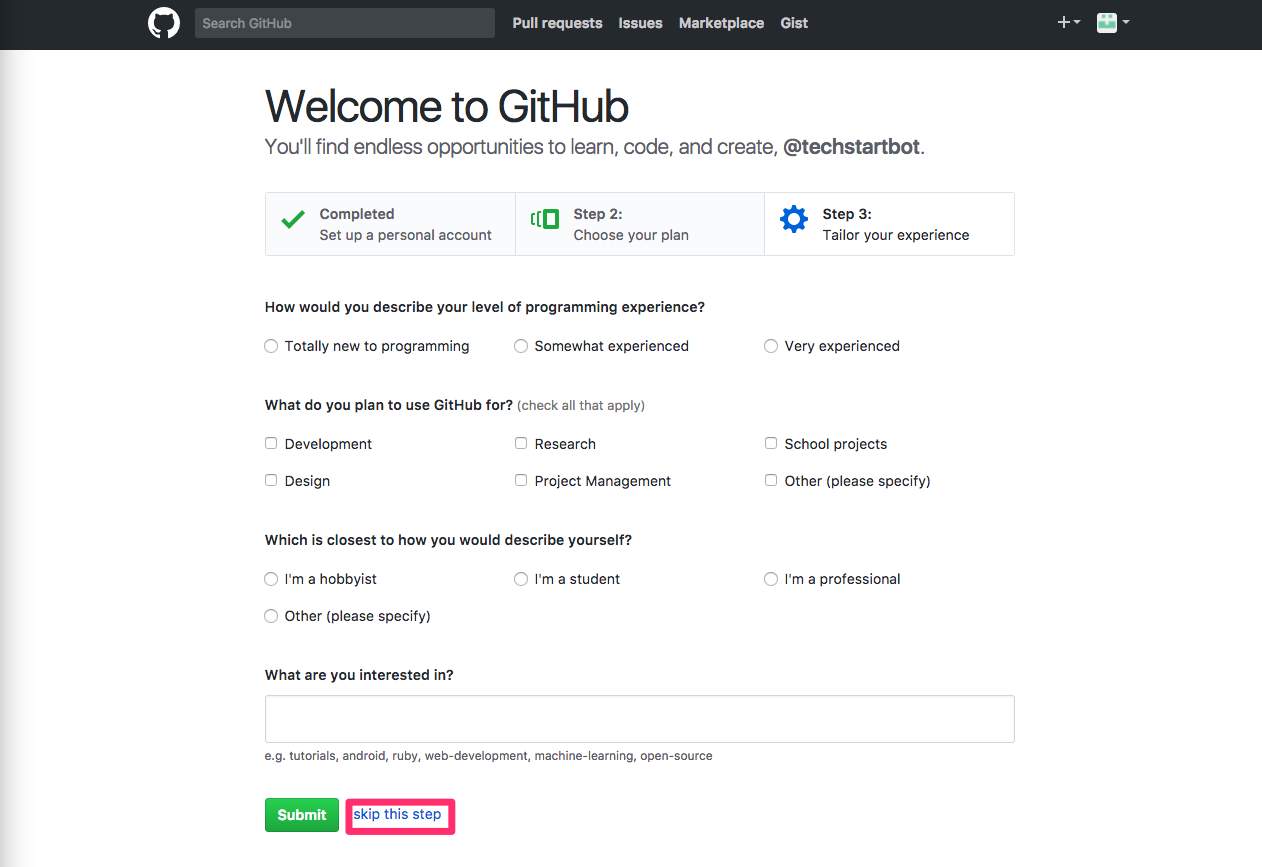 Search GitHub Pull requests Issues Marketplace Gist
Welcome to GitHub
You'll find endless opportunities to learn, code, and create, @techstartbot.
Completed
Set up a personal account
Step 2:
Choose your plan
Step 3:
Tailor your experience
How would you describe your level of programming experience?
Totally new to programming Somewhat experienced Very experienced
What do you plan to use GitHub for? (check all that apply)
Development Research School projects
Design Project Management Other (please specify)
Which is closest to how you would describe yourself?
I'm a hobbyist I'm a student I'm a professional
Other (please specify)
What are you interested in?
e.g. tutorials, android, ruby, web-development, machine-learning, open-source
Submit skip this step